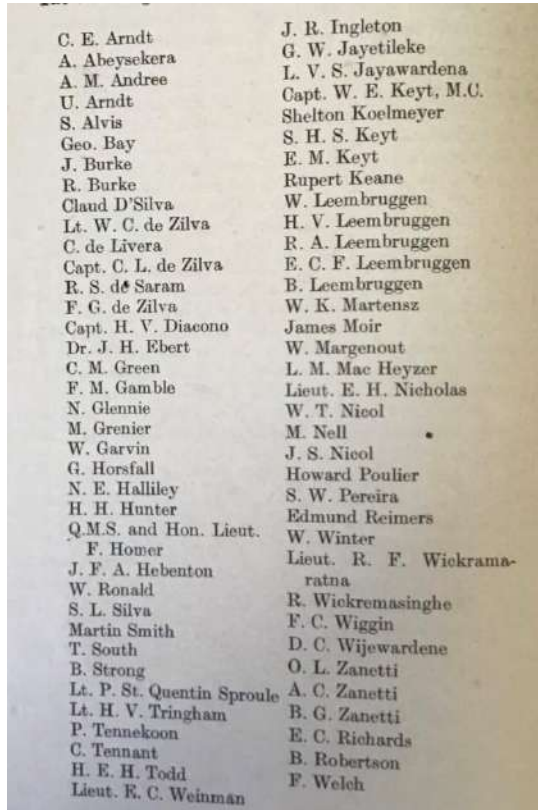 C. E. Arndt
A. Abeysekera
A. M. Andree
U. Arndt
S. Alvis
Geo. Bay
J. Burke
R. Burke
Claud D'Silva
Lt. W. C. de Zilva
C. de Livera
Capt. C. L. de Zilva
R. S. de Saram
F. G. de Zilva
Capt. H. V. Diacono
Dr. J. H. Ebert
C. M. Green
F. M. Gamble
N. Glennie
M. Grenier
W. Garvin
G. Horsfall
N. E. Halliley
H. H. Hunter
Q.M.S. and Hon. Lieut.
F. Homer
J. F. A. Hebenton
W. Ronald
S. L. Silva
Martin Smith
T. South
B. Strong
Lt. P. St. Quentin Sproule
Lt. H. V. Tringham
P. Tennekoon
C. Tennant
H. E. H. Todd
Lieut. E. C. Weinman
J. R. Ingleton
G. W. Jayetileke
L. V. S. Jayawardena
Capt. W. E. Keyt, M.C.
Shelton Koelmeyer
S. H. S. Keyt
E. M. Keyt
Rupert Keane
W. Leembruggen
H. V. Leembruggen
R. A. Leembruggen
E. C. F. Leembruggen
B. Leembruggen
W. K. Martensz
James Moir
W. Margenout
L. M. Mac Heyzer
Lieut. E. H. Nicholas
W. T. Nicol
M. Nell
J. S. Nicol
Howard Poulier
S. W. Pereira
Edmund Reimers
W. Winter
Lieut. R. F. Wickrama-
ratna
R. Wickremasinghe
F. C. Wiggin
D. C. Wijewardene
O. L. Zanetti
A. C. Zanetti
B. G. Zanetti
E. C. Richards
B. Robertson
F. Welch